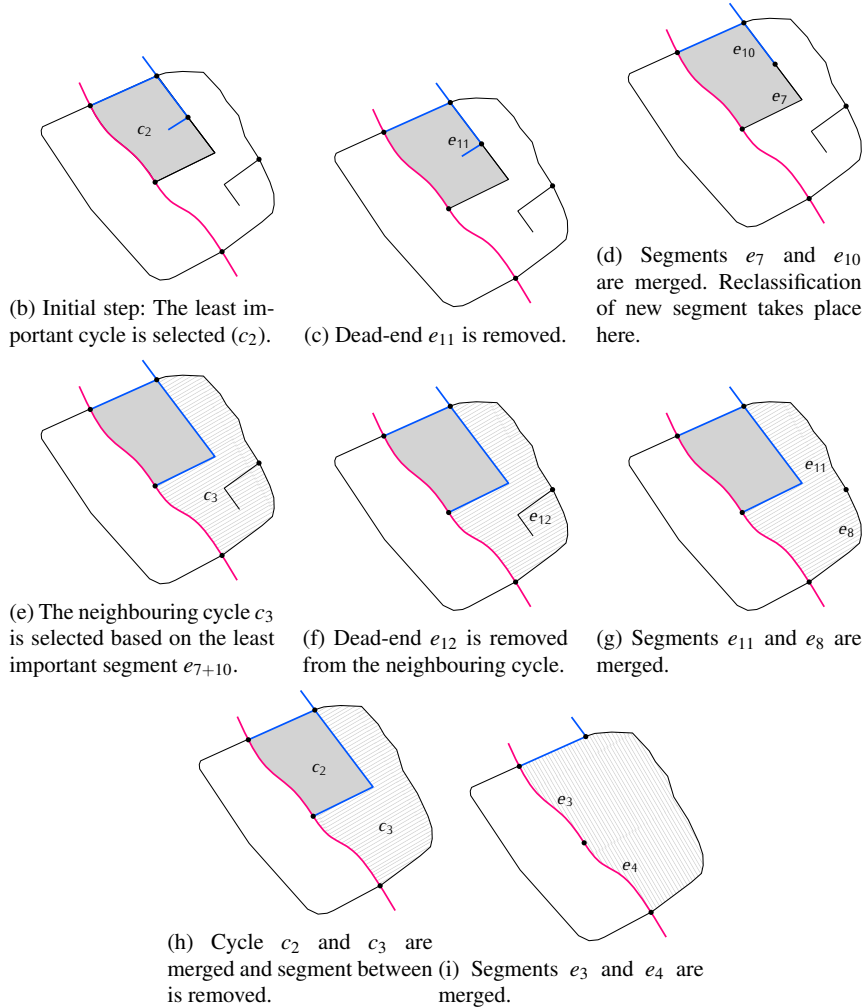 c2
(b) Initial step: The least im-
portant cycle is selected (c2).
e11
(c) Dead-end e11 is removed.
e10
e7
(d) Segments e7 and e10
are merged. Reclassification
of new segment takes place
here.
c3
(e) The neighbouring cycle c3
is selected based on the least
important segment e7+10.
e12
(f) Dead-end e12 is removed
from the neighbouring cycle.
e11
e8
(g) Segments e11 and e8 are
merged.
c2
c3
(h) Cycle c2 and c3 are
merged and segment between
is removed.
e3
e4
(i) Segments e3 and e4 are
merged.